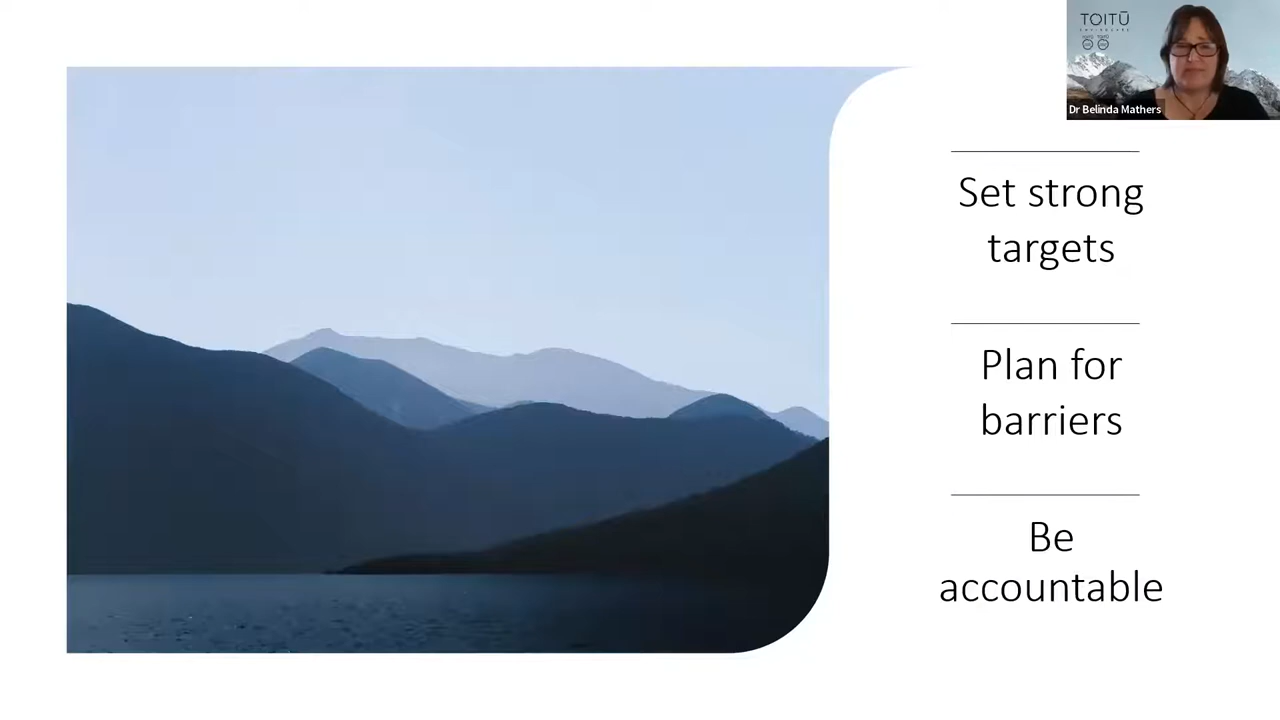 TOITŪ
Dr Belinda Mathers
Set strong
targets
Plan for
barriers
Be
accountable